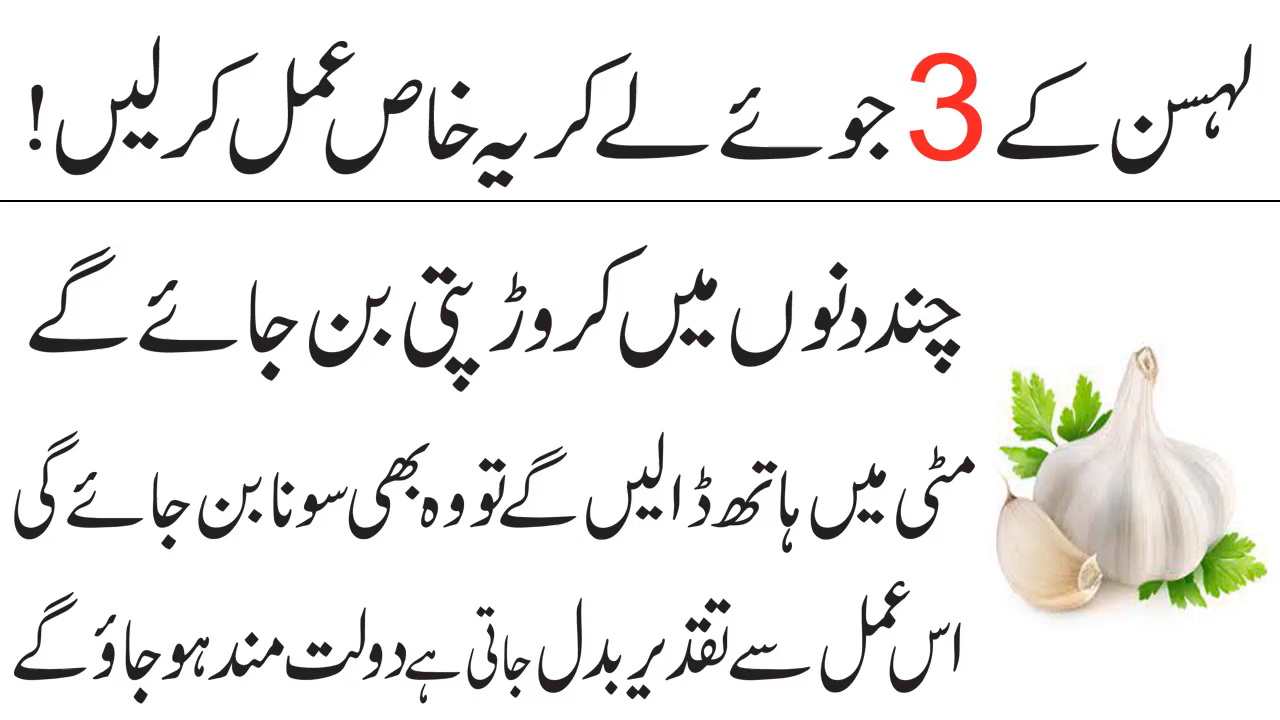 لہسن کے 3 جوئے لے کر یہ خاص عمل کرلیں!
چند دنوں میں کروڑ پتی بن جائے گے
مٹی میں ہاتھ ڈالیں گے تو وہ بھی سونا بن جائے گی
اس عمل سے تقدیر بدل جاتی ہے دولت مند ہو جاؤ گے